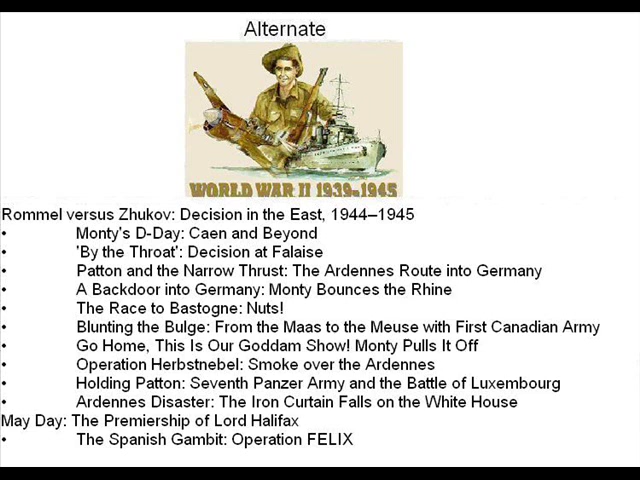 Alternate
WORLD WAR II 1939-1945
Rommel versus Zhukov: Decision in the East, 1944–1945
• Monty's D-Day: Caen and Beyond
• 'By the Throat': Decision at Falaise
• Patton and the Narrow Thrust: The Ardennes Route into Germany
• A Backdoor into Germany: Monty Bounces the Rhine
• The Race to Bastogne: Nuts!
• Blunting the Bulge: From the Maas to the Meuse with First Canadian Army
• Go Home, This Is Our Goddam Show! Monty Pulls It Off
• Operation Herbstnebel: Smoke over the Ardennes
• Holding Patton: Seventh Panzer Army and the Battle of Luxembourg
• Ardennes Disaster: The Iron Curtain Falls on the White House
May Day: The Premiership of Lord Halifax
• The Spanish Gambit: Operation FELIX